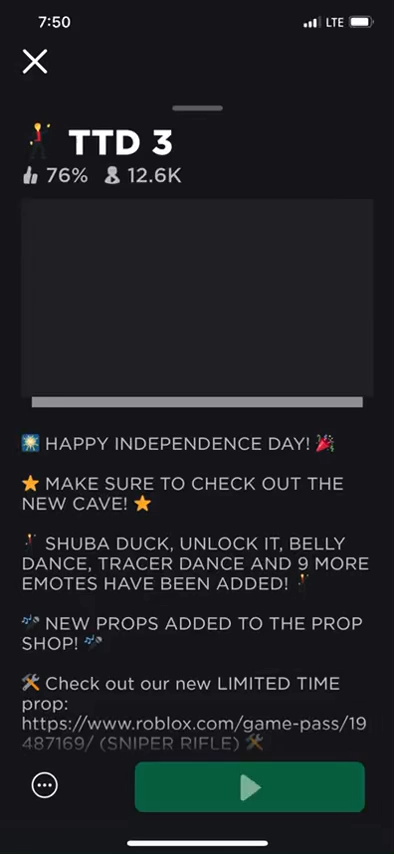 7:50
LTE
TTD 3
76% 12.6K
🎇 HAPPY INDEPENDENCE DAY! 🎉
⭐ MAKE SURE TO CHECK OUT THE
NEW CAVE! ⭐
🕺 SHUBA DUCK, UNLOCK IT, BELLY
DANCE, TRACER DANCE AND 9 MORE
EMOTES HAVE BEEN ADDED! 🕺
🎤 NEW PROPS ADDED TO THE PROP
SHOP! 🎤
🛠 Check out our new LIMITED TIME
prop:
https://www.roblox.com/game-pass/19
487169/ (SNIPER RIFLE) 🛠